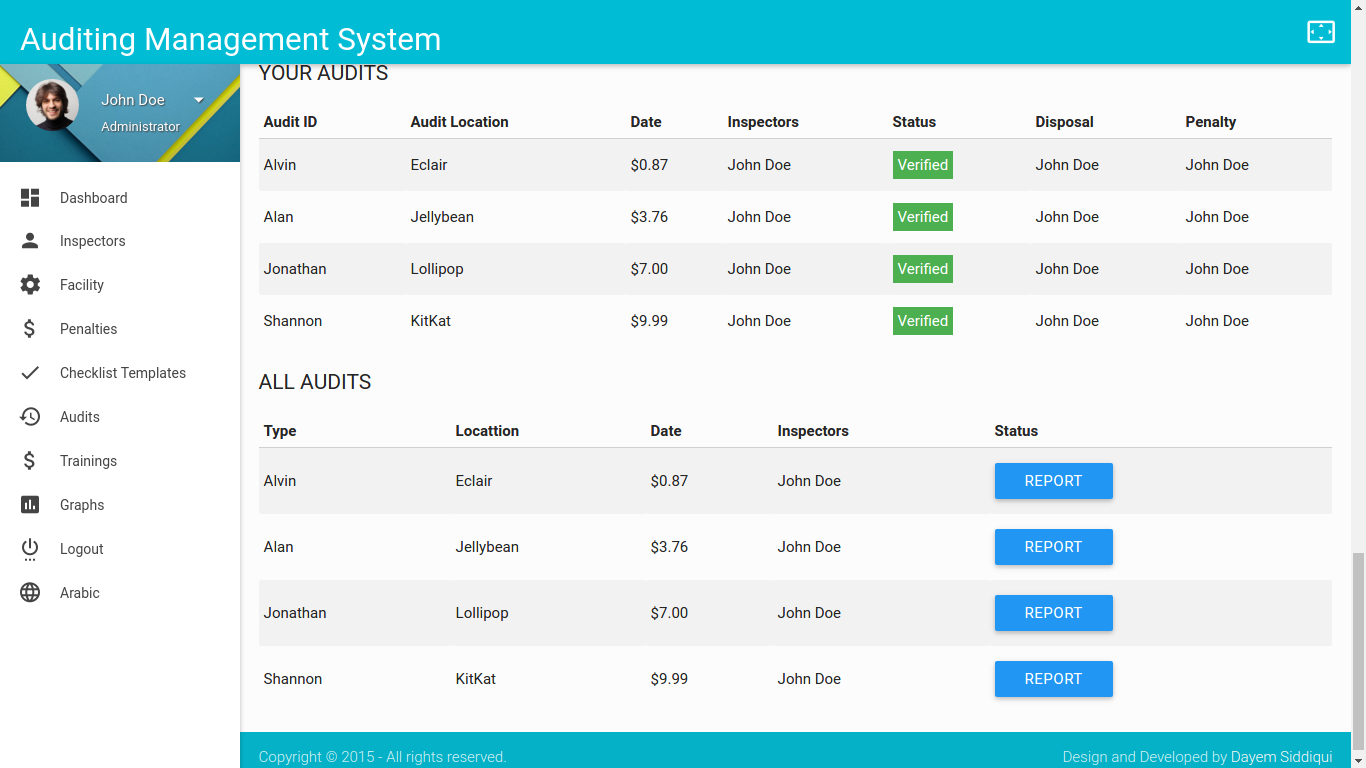 Auditing Management System
John Doe
Administrator
Dashboard
Inspectors
Facility
Penalties
Checklist Templates
Audits
Trainings
Graphs
Logout
Arabic
YOUR AUDITS
Audit ID Audit Location Date Inspectors Status Disposal Penalty
Alvin Eclair $0.87 John Doe Verified John Doe John Doe
Alan Jellybean $3.76 John Doe Verified John Doe John Doe
Jonathan Lollipop $7.00 John Doe Verified John Doe John Doe
Shannon KitKat $9.99 John Doe Verified John Doe John Doe
ALL AUDITS
Type Locattion Date Inspectors Status
Alvin Eclair $0.87 John Doe REPORT
Alan Jellybean $3.76 John Doe REPORT
Jonathan Lollipop $7.00 John Doe REPORT
Shannon KitKat $9.99 John Doe REPORT
Copyright © 2015 - All rights reserved. Design and Developed by Dayem Siddiqui